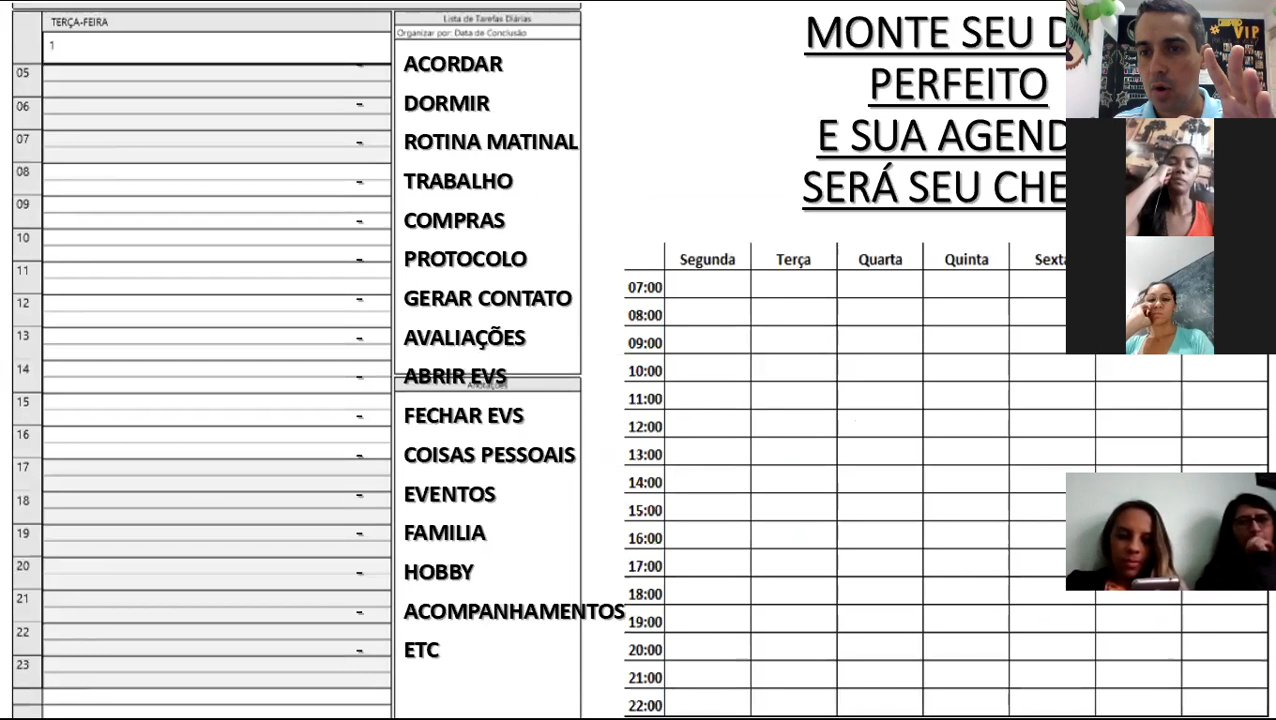 TERÇA-FEIRA
1
05
06
07
08
09
10
11
12
13
14
15
16
17
18
19
20
21
22
23
Lista de Tarefas Diárias
Organizar por: Data de Conclusão
ACORDAR
- DORMIR
- ROTINA MATINAL
- TRABALHO
- COMPRAS
- PROTOCOLO
- GERAR CONTATO
- AVALIAÇÕES
- ABRIR EVS
Anotações
- FECHAR EVS
- COISAS PESSOAIS
- EVENTOS
- FAMILIA
- HOBBY
- ACOMPANHAMENTOS
- ETC
MONTE SEU D
PERFEITO
E SUA AGEND
SERÁ SEU CHE
Segunda Terça Quarta Quinta Sexta
07:00
08:00
09:00
10:00
11:00
12:00
13:00
14:00
15:00
16:00
17:00
18:00
19:00
20:00
21:00
22:00
VIP